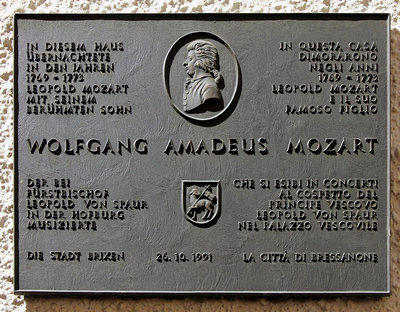 IN DIESEM HAUS
ÜBERNACHTETE
IN DEN JAHREN
1769 = 1773
LEOPOLD MOZART
MIT SEINEM
BERÜHMTEN SOHN
IN QUESTA CASA
DIMORARONO
NEGLI ANNI
1769 = 1773
LEOPOLD MOZART
E IL SUO
FAMOSO FIGLIO
WOLFGANG AMADEUS MOZART
DER BEI
FÜRSTBISCHOF
LEOPOLD VON SPAUR
IN DER HOFBURG
MUSIZIERTE
CHE SI ESIBÌ IN CONCERTI
AL COSPETTO DEL
PRINCIPE VESCOVO
LEOPOLD VON SPAUR
NEL PALAZZO VESCOVILE
DIE STADT BRIXEN 26. 10. 1991 LA CITTÀ DI BRESSANONE